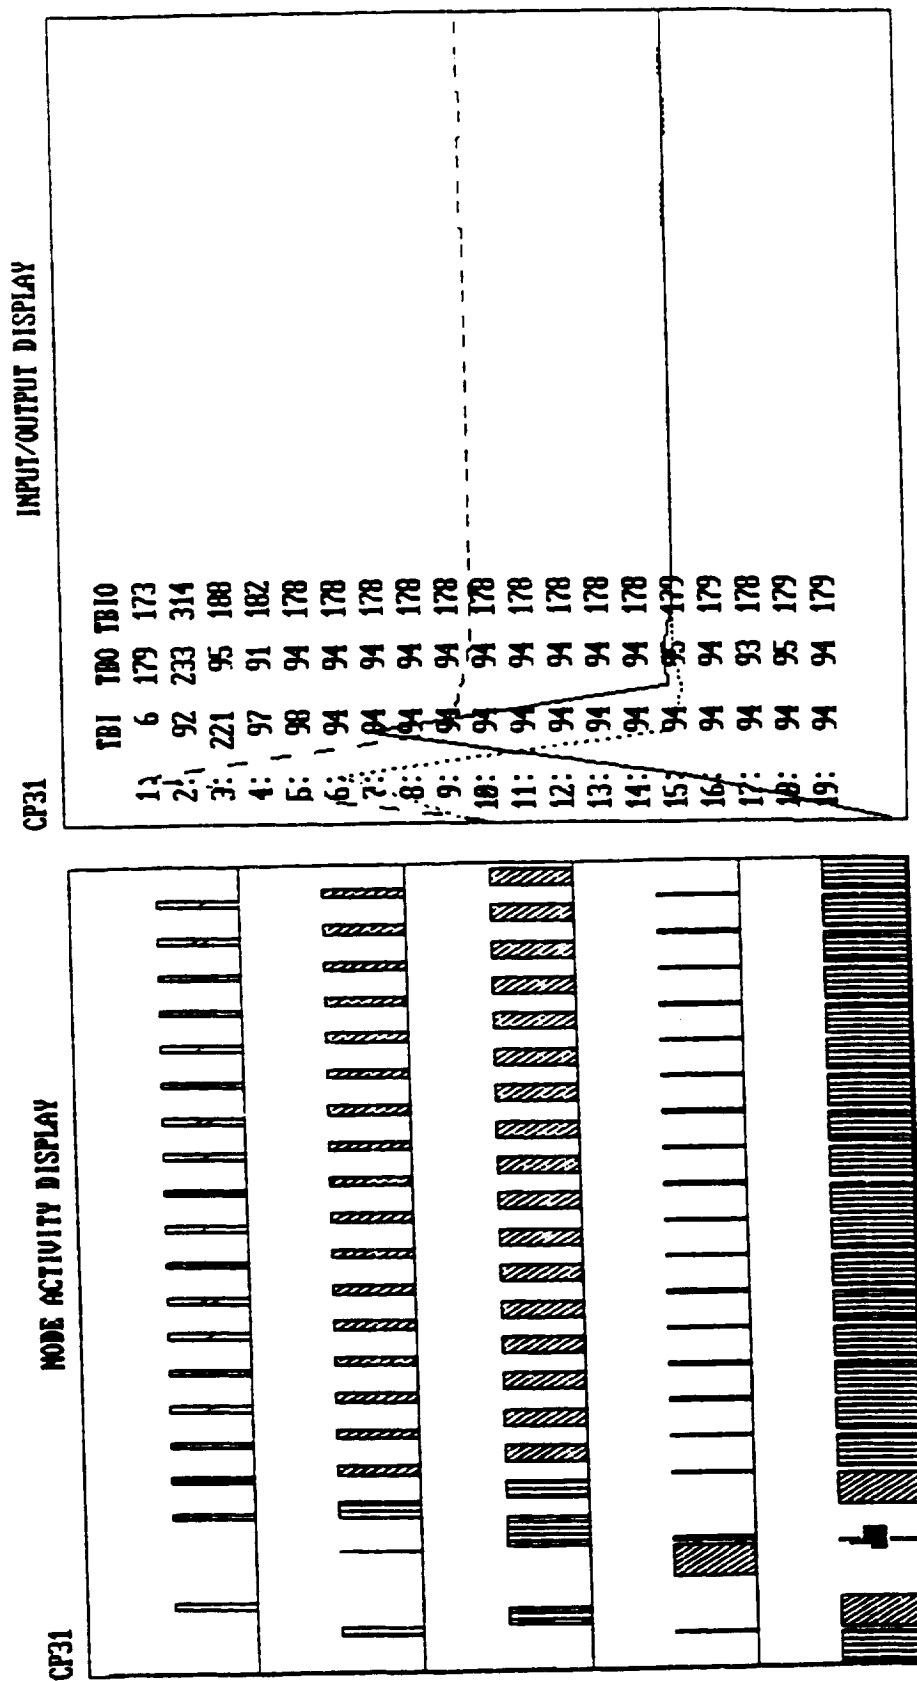 CP31
NODE ACTIVITY DISPLAY
CP31
INPUT/OUTPUT DISPLAY
TBI TBO TBIO
1: 6 179 173
2: 92 233 314
3: 221 95 188
4: 97 91 182
5: 98 94 178
6: 94 94 178
7: 94 94 178
8: 94 94 178
9: 94 94 178
10: 94 94 178
11: 94 94 178
12: 94 94 178
13: 94 94 178
14: 94 94 178
15: 94 95 179
16: 94 94 179
17: 94 93 178
18: 94 95 179
19: 94 94 179